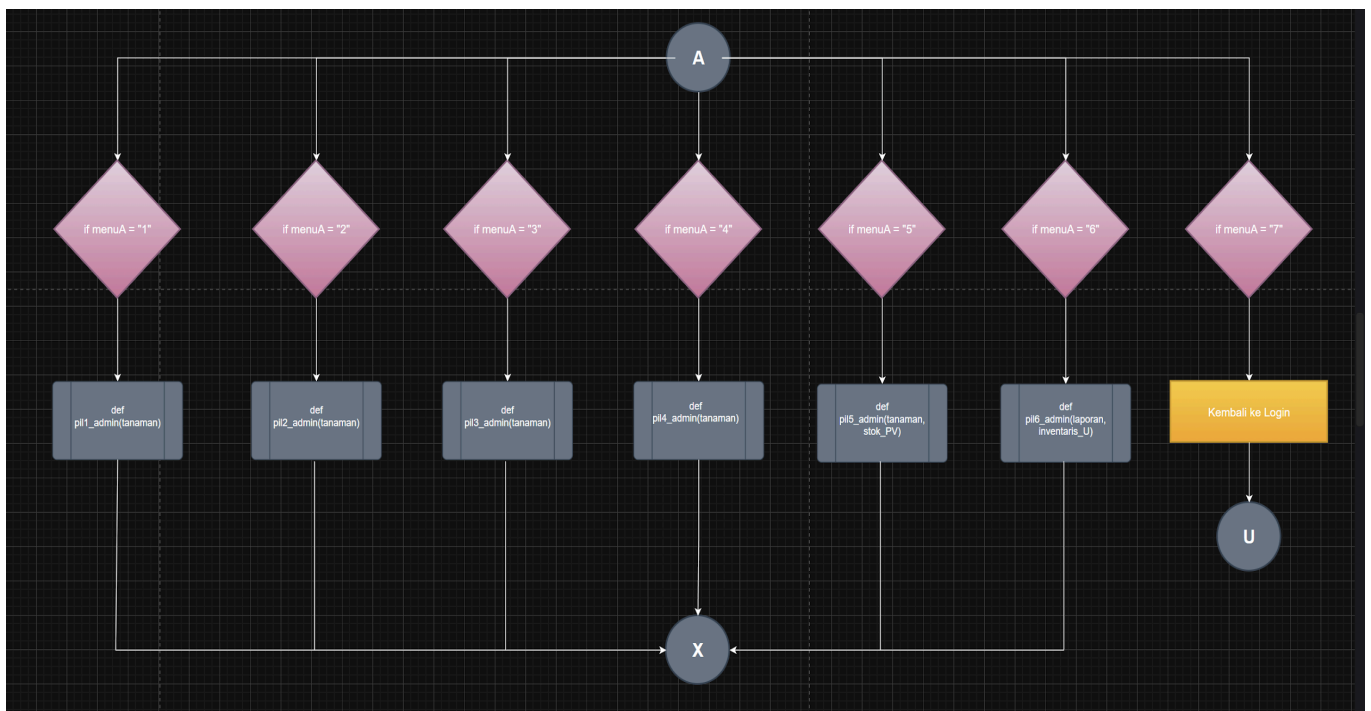 A
if menuA = "1"
if menuA = "2"
if menuA = "3"
if menuA = "4"
if menuA = "5"
if menuA = "6"
if menuA = "7"
def
pil1_admin(tanaman)
def
pil2_admin(tanaman)
def
pil3_admin(tanaman)
def
pil4_admin(tanaman)
def
pil5_admin(tanaman,
stok_PV)
def
pil6_admin(laporan,
inventaris_U)
Kembali ke Login
U
X